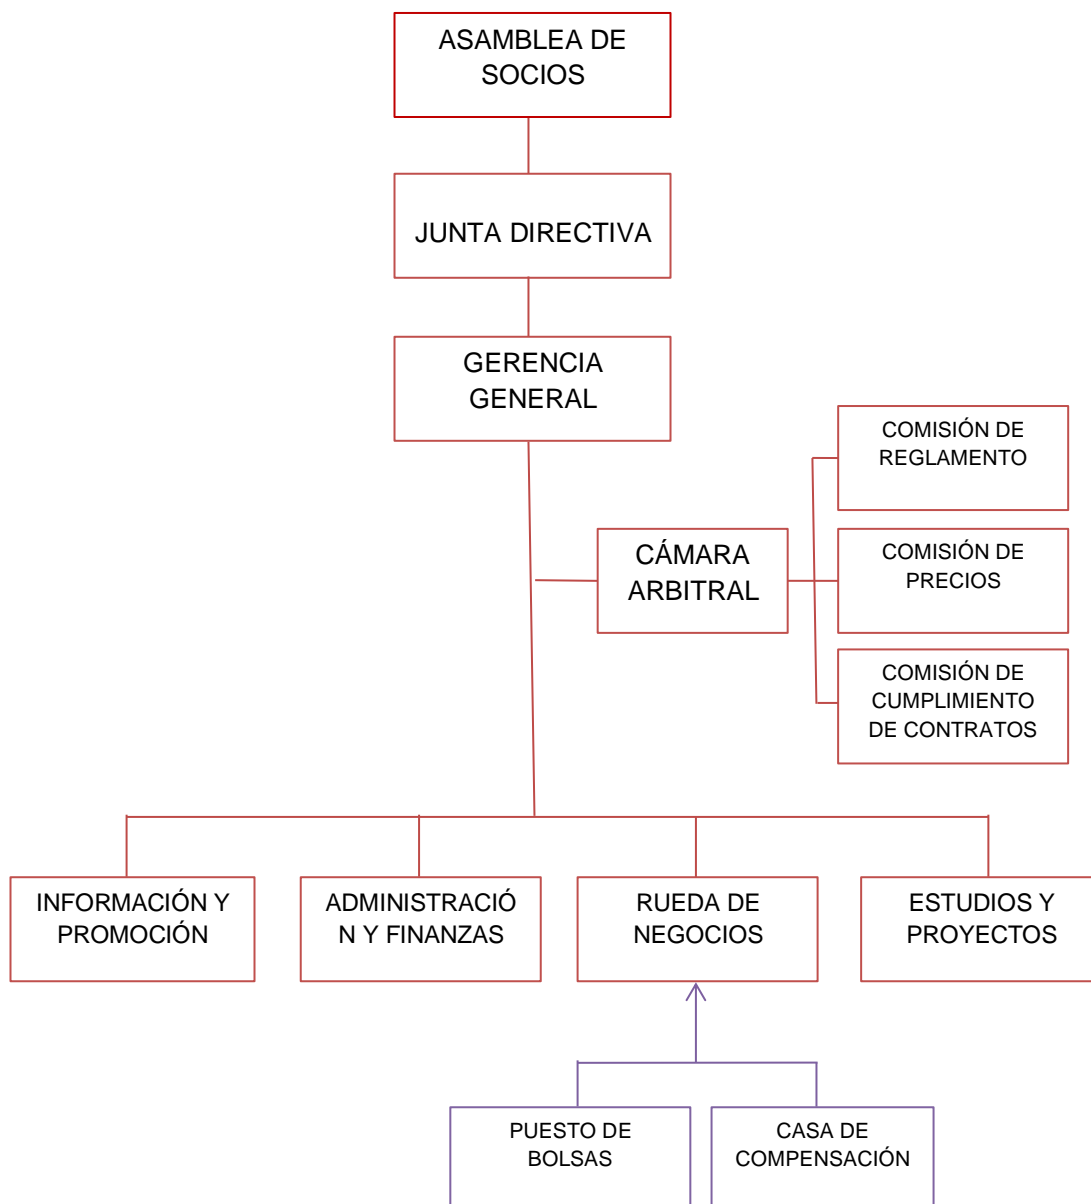 ASAMBLEA DE
SOCIOS
JUNTA DIRECTIVA
GERENCIA
GENERAL
COMISIÓN DE
REGLAMENTO
CÁMARA
ARBITRAL
COMISIÓN DE
PRECIOS
COMISIÓN DE
CUMPLIMIENTO
DE CONTRATOS
INFORMACIÓN Y
PROMOCIÓN
ADMINISTRACIÓ
N Y FINANZAS
RUEDA DE
NEGOCIOS
ESTUDIOS Y
PROYECTOS
PUESTO DE
BOLSAS
CASA DE
COMPENSACIÓN